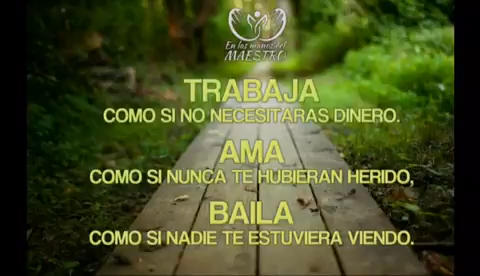 En las manos del
MAESTRO
TRABAJA
COMO SI NO NECESITARAS DINERO.
AMA
COMO SI NUNCA TE HUBIERAN HERIDO,
BAILA
COMO SI NADIE TE ESTUVIERA VIENDO.